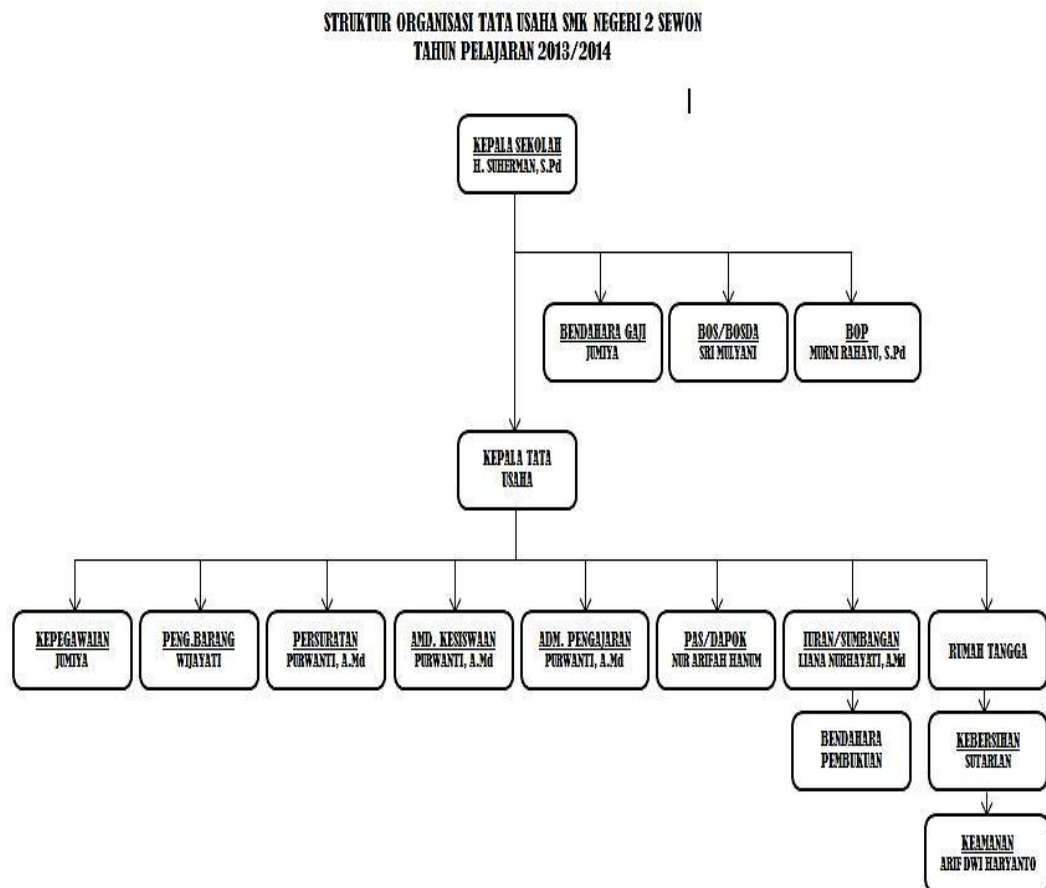 STRUKTUR ORGANISASI TATA USAHA SMK NEGERI 2 SEWON
TAHUN PELAJARAN 2013/2014
KEPALA SEKOLAH
H. SUHERMAN, S.Pd
BENDAHARA GAJI
JUMIYA
BOS/BOSDA
SRI MULYANI
BOP
MURNI RAHAYU, S.Pd
KEPALA TATA
USAHA
KEPEGAWAIAN
JUMIYA
PENG.BARANG
WIJAYATI
PERSURATAN
PURWANTI, A.Md
AMD. KESISWAAN
PURWANTI, A.Md
ADM. PENGAJARAN
PURWANTI, A.Md
PAS/DAPOK
NUR ARIFAH HANUM
IURAN/SUMBANGAN
LIANA NURHAYATI, A.Md
RUMAH TANGGA
BENDAHARA
PEMBUKUAN
KEBERSIHAN
SUTARLAN
KEAMANAN
ARIF DWI HARYANTO